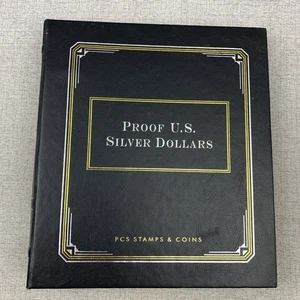 PROOF U.S.
SILVER DOLLARS
PCS STAMPS & COINS